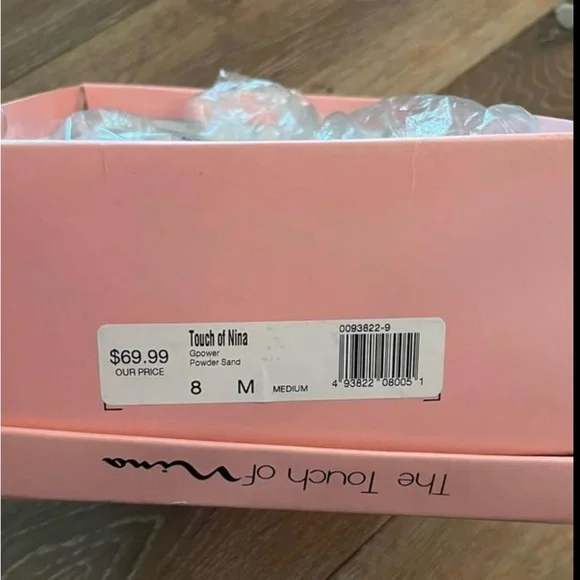 $69.99
OUR PRICE
Touch of Nina
Gpower
Powder Sand
8 M MEDIUM
0093822-9
4 93822 08005 1
The Touch of Nina